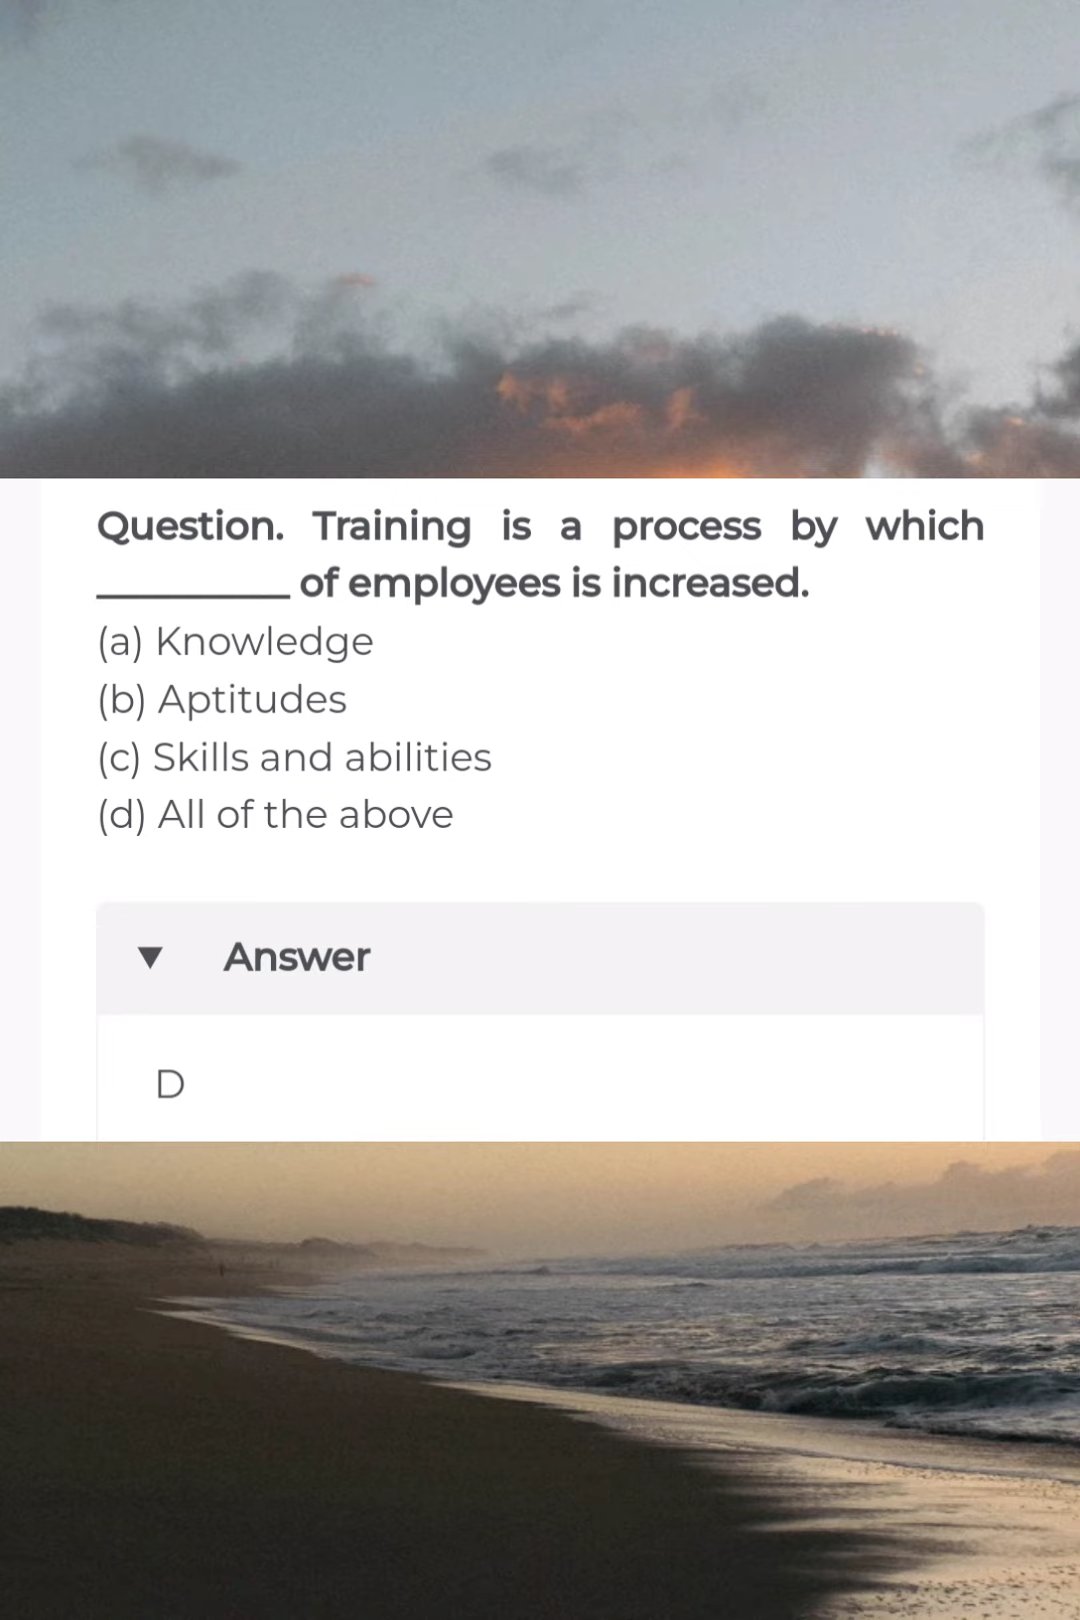 Question. Training is a process by which
__________ of employees is increased.
(a) Knowledge
(b) Aptitudes
(c) Skills and abilities
(d) All of the above
▼ Answer
D